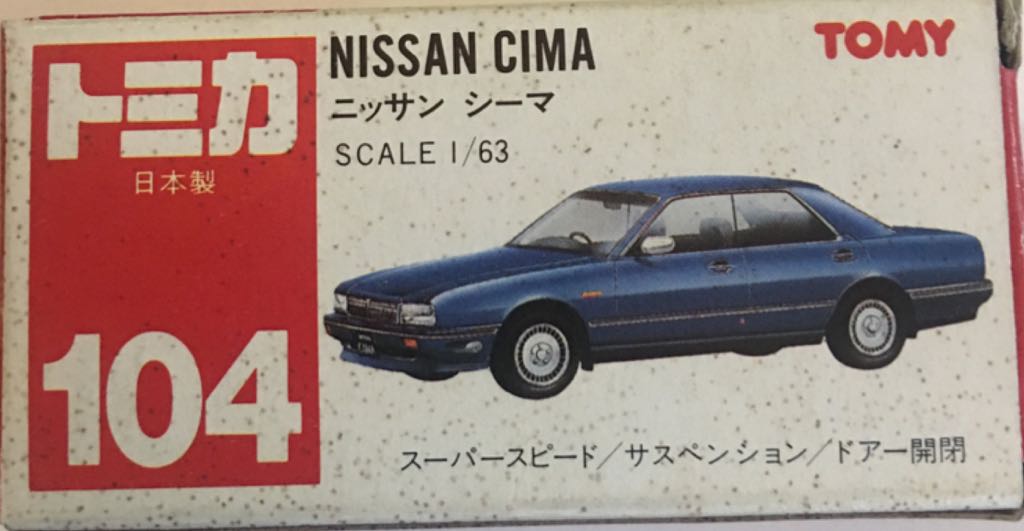 トミカ
日本製
104
NISSAN CIMA
ニッサン シーマ
SCALE 1/63
TOMY
スーパースピード/サスペンション/ドアー開閉